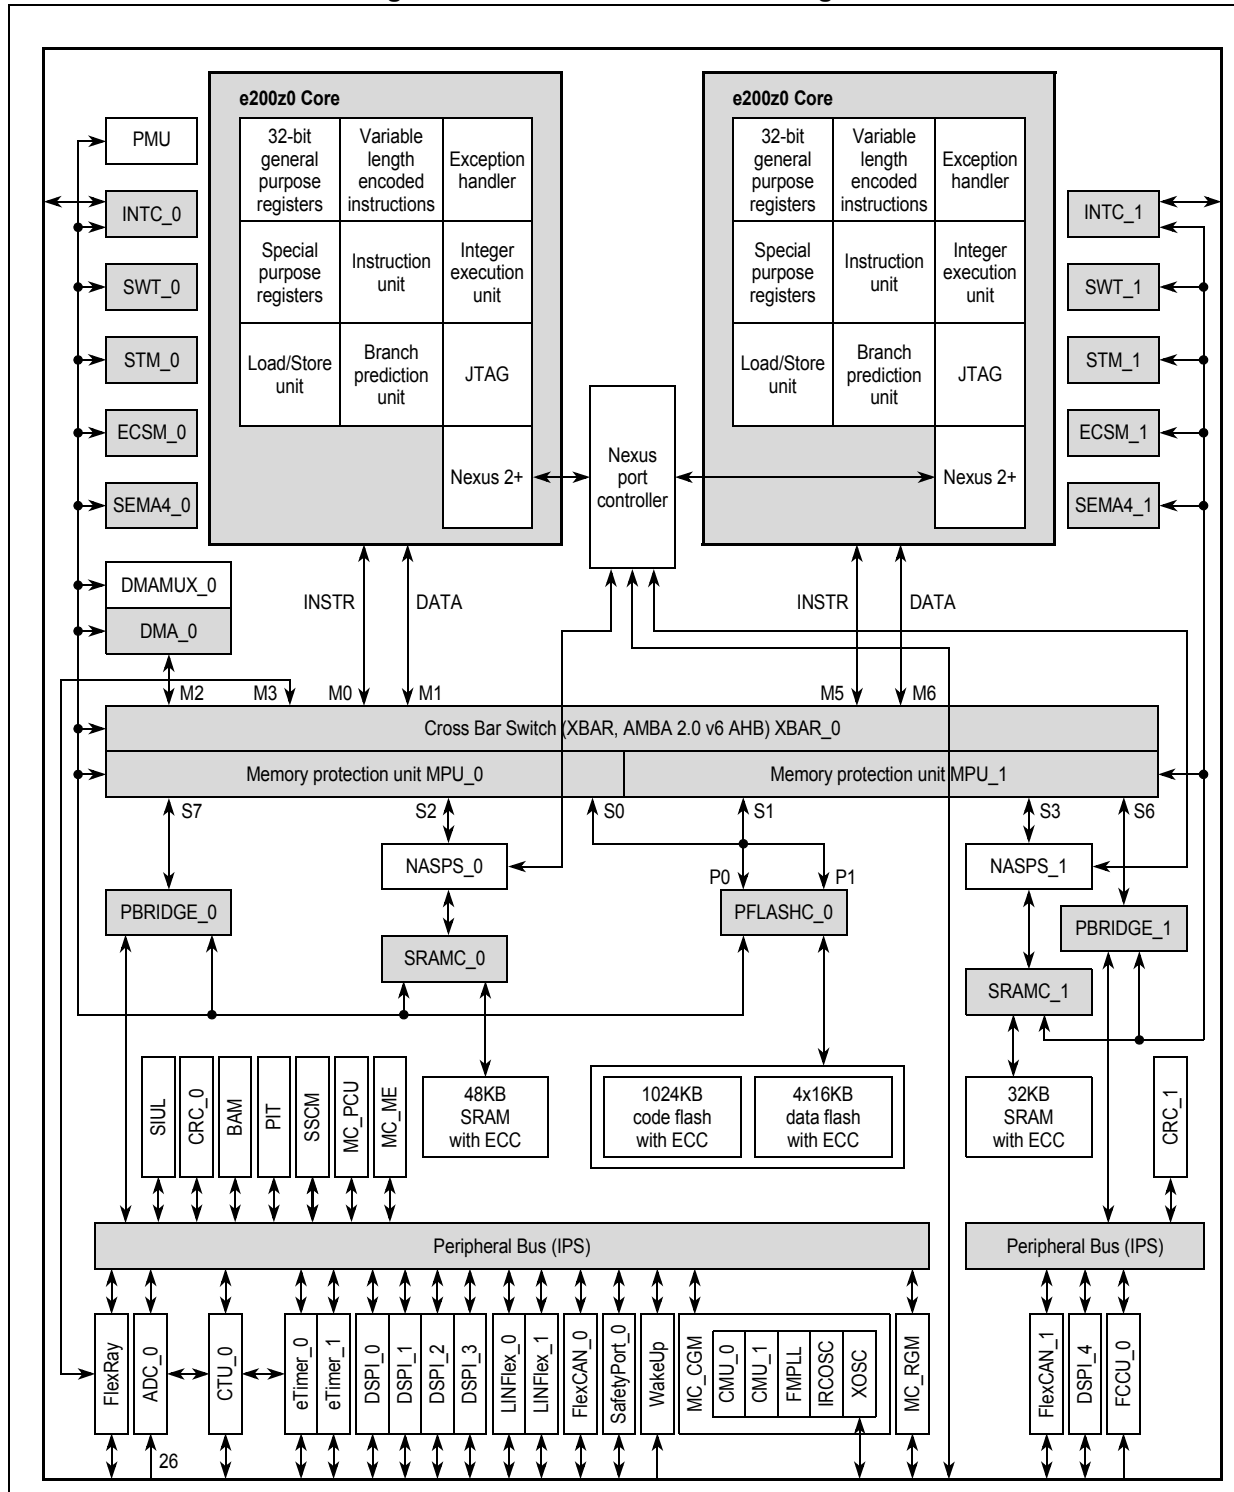 e200z0 Core
e200z0 Core
PMU
INTC_0
SWT_0
STM_0
ECSM_0
SEMA4_0
DMAMUX_0
DMA_0
32-bit
general
purpose
registers
Variable
length
encoded
instructions
Exception
handler
Special
purpose
registers
Instruction
unit
Integer
execution
unit
Load/Store
unit
Branch
prediction
unit
JTAG
Nexus 2+
Nexus
port
controller
32-bit
general
purpose
registers
Variable
length
encoded
instructions
Exception
handler
Special
purpose
registers
Instruction
unit
Integer
execution
unit
Load/Store
unit
Branch
prediction
unit
JTAG
Nexus 2+
INTC_1
SWT_1
STM_1
ECSM_1
SEMA4_1
INSTR
DATA
INSTR
DATA
M2
M3
M0
M1
M5
M6
Cross Bar Switch (XBAR, AMBA 2.0 v6 AHB) XBAR_0
Memory protection unit MPU_0
Memory protection unit MPU_1
S7
S2
S0
S1
S3
S6
NASPS_0
NASPS_1
P0
P1
PBRIDGE_0
PFLASHC_0
PBRIDGE_1
SRAMC_0
SRAMC_1
SIUL
CRC_0
BAM
PIT
SSCM
MC_PCU
MC_ME
48KB
SRAM
with ECC
1024KB
code flash
with ECC
4x16KB
data flash
with ECC
32KB
SRAM
with ECC
CRC_1
Peripheral Bus (IPS)
Peripheral Bus (IPS)
FlexRay
ADC_0
CTU_0
eTimer_0
eTimer_1
DSPI_0
DSPI_1
DSPI_2
DSPI_3
LINFlex_0
LINFlex_1
FlexCAN_0
SafetyPort_0
WakeUp
MC_CGM
CMU_0
CMU_1
FMPLL
IRCOSC
XOSC
MC_RGM
FlexCAN_1
DSPI_4
FCCU_0
26